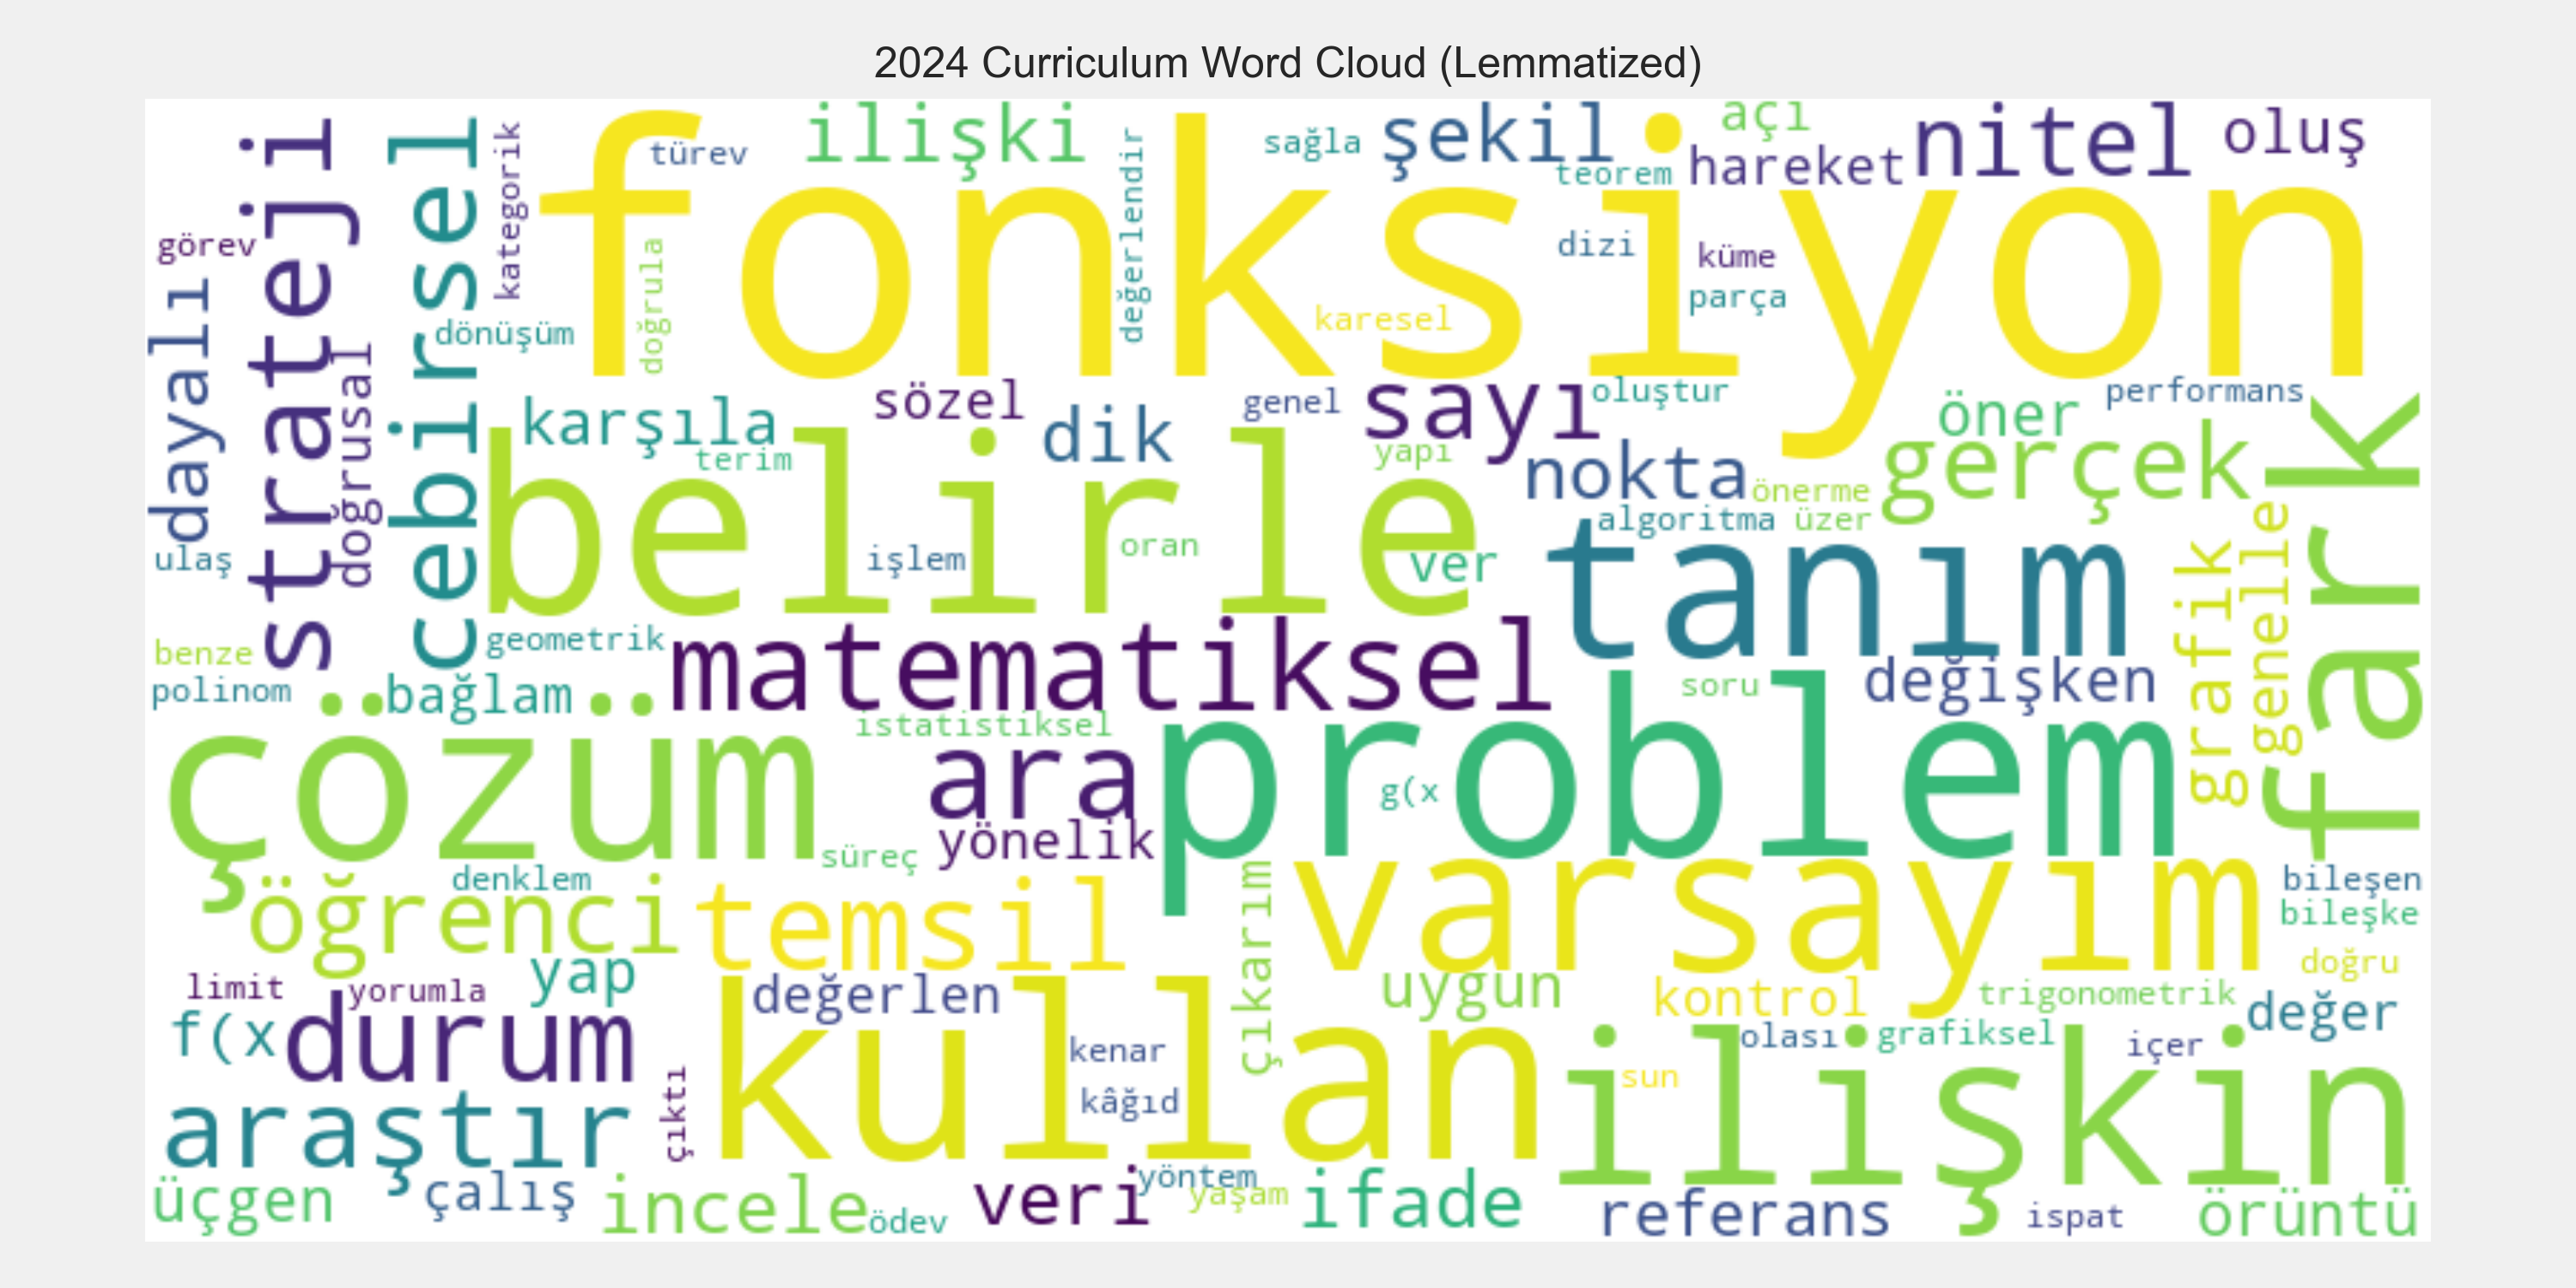 2024 Curriculum Word Cloud (Lemmatized)
fonksiyon
strateji
cebirsel
kategorik
türev
ilişki
değerlendir
sağla
şekil
teorem
açı
hareket
nitel
oluş
görev
dayalı
doğrusal
dönüşüm
doğrula
karesel
dizi
küme
parça
karşıla
terim
sözel
dik
genel
sayı
yapı
oluştur
öner
performans
nokta
önerme
gerçek
fark
belirle
işlem
oran
ver
algoritma
üzer
tanım
grafik
genelle
ulaş
benze
polinom
geometrik
bağlam
matematiksel
soru
değişken
çözüm
istatistiksel
ara
yönelik
süreç
problem
g(x
denklem
öğrenci
temsil
çıkarım
varsayım
bileşen
bileşke
doğru
limit
yorumla
yap
değerlen
uygun
kontrol
trigonometrik
değer
f(x
durum
kullan
kenar
kâğıd
olası
grafiksel
içer
sun
ilişkin
araştır
çıktı
üçgen
çalış
incele
ödev
veri
yöntem
yaşam
ifade
referans
ispat
örüntü